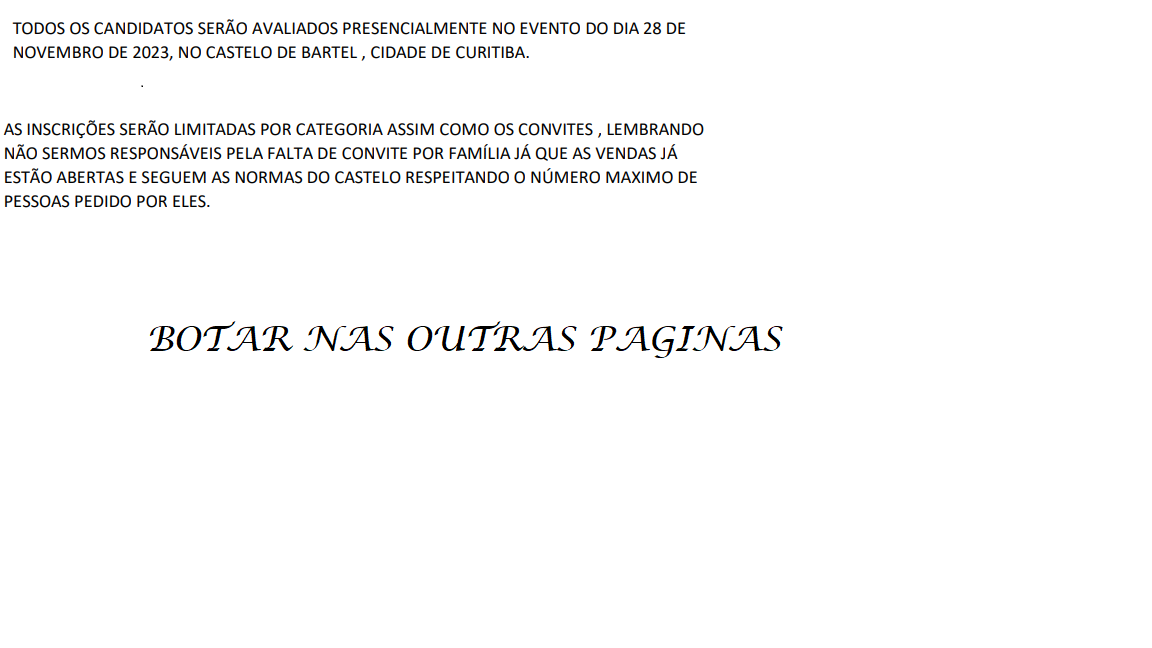 TODOS OS CANDIDATOS SERÃO AVALIADOS PRESENCIALMENTE NO EVENTO DO DIA 28 DE
NOVEMBRO DE 2023, NO CASTELO DE BARTEL , CIDADE DE CURITIBA.
.
AS INSCRIÇÕES SERÃO LIMITADAS POR CATEGORIA ASSIM COMO OS CONVITES , LEMBRANDO
NÃO SERMOS RESPONSÁVEIS PELA FALTA DE CONVITE POR FAMÍLIA JÁ QUE AS VENDAS JÁ
ESTÃO ABERTAS E SEGUEM AS NORMAS DO CASTELO RESPEITANDO O NÚMERO MAXIMO DE
PESSOAS PEDIDO POR ELES.
BOTAR NAS OUTRAS PAGINAS